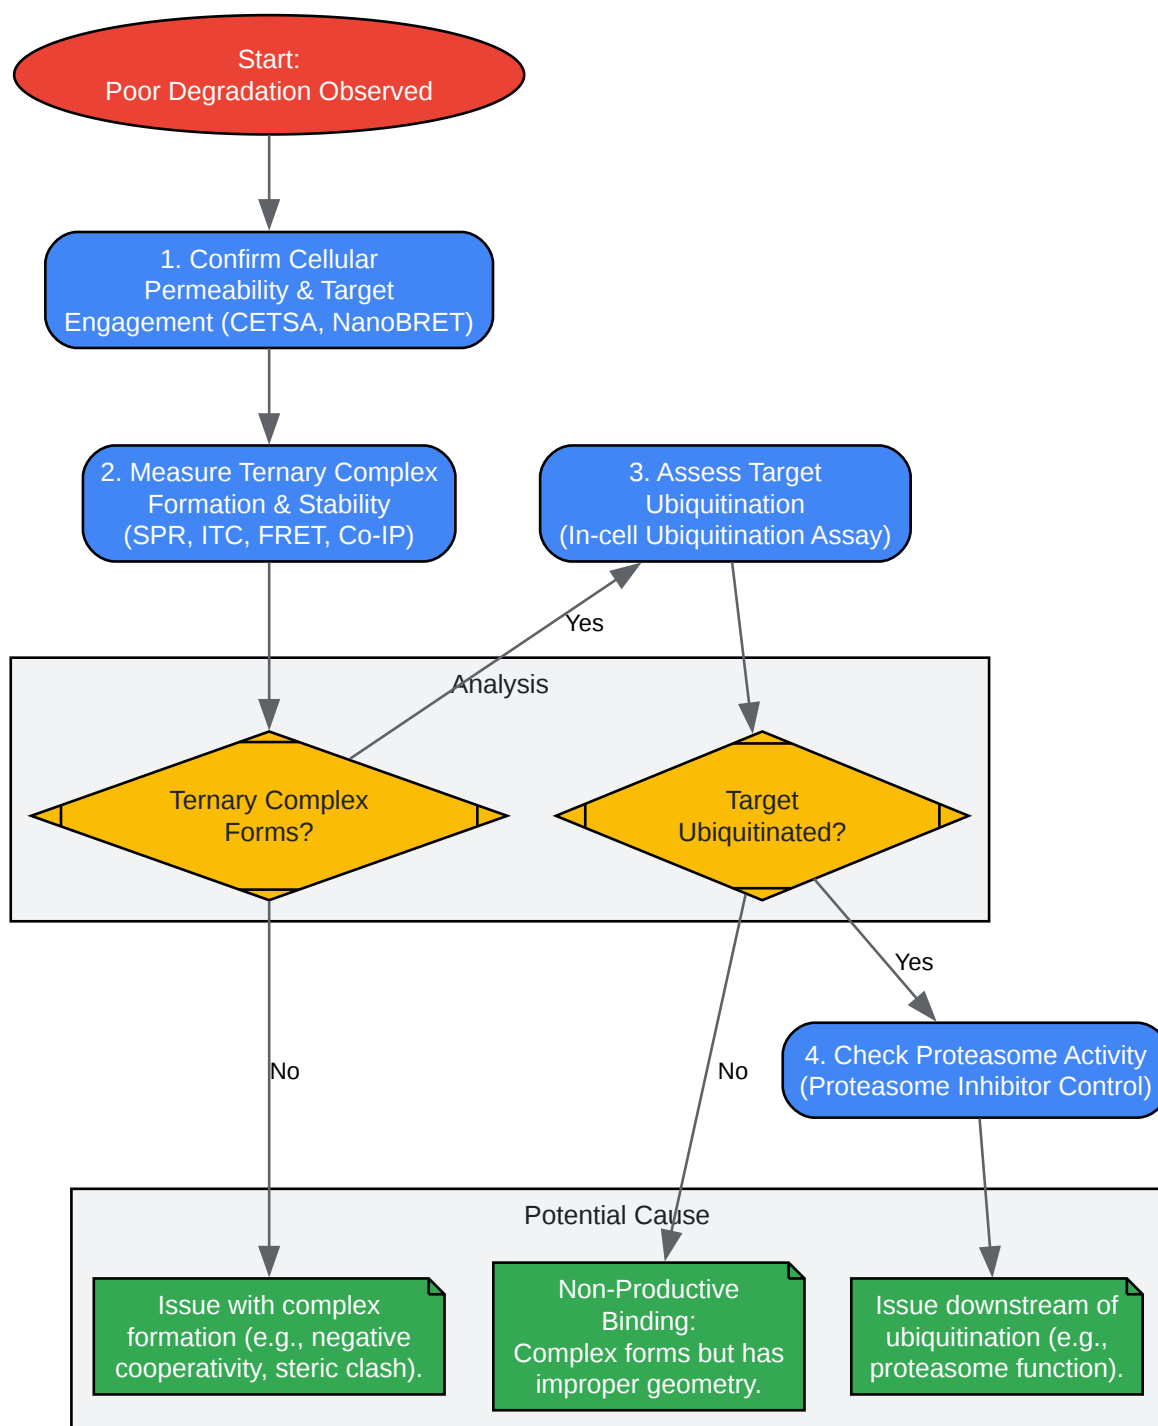 Start:
Poor Degradation Observed
1. Confirm Cellular
Permeability & Target
Engagement (CETSA, NanoBRET)
2. Measure Ternary Complex
Formation & Stability
(SPR, ITC, FRET, Co-IP)
3. Assess Target
Ubiquitination
(In-cell Ubiquitination Assay)
Yes
Analysis
Ternary Complex
Forms?
Target
Ubiquitinated?
Yes
No
No
4. Check Proteasome Activity
(Proteasome Inhibitor Control)
Potential Cause
Issue with complex
formation (e.g., negative
cooperativity, steric clash).
Non-Productive
Binding:
Complex forms but has
improper geometry.
Issue downstream of
ubiquitination (e.g.,
proteasome function).